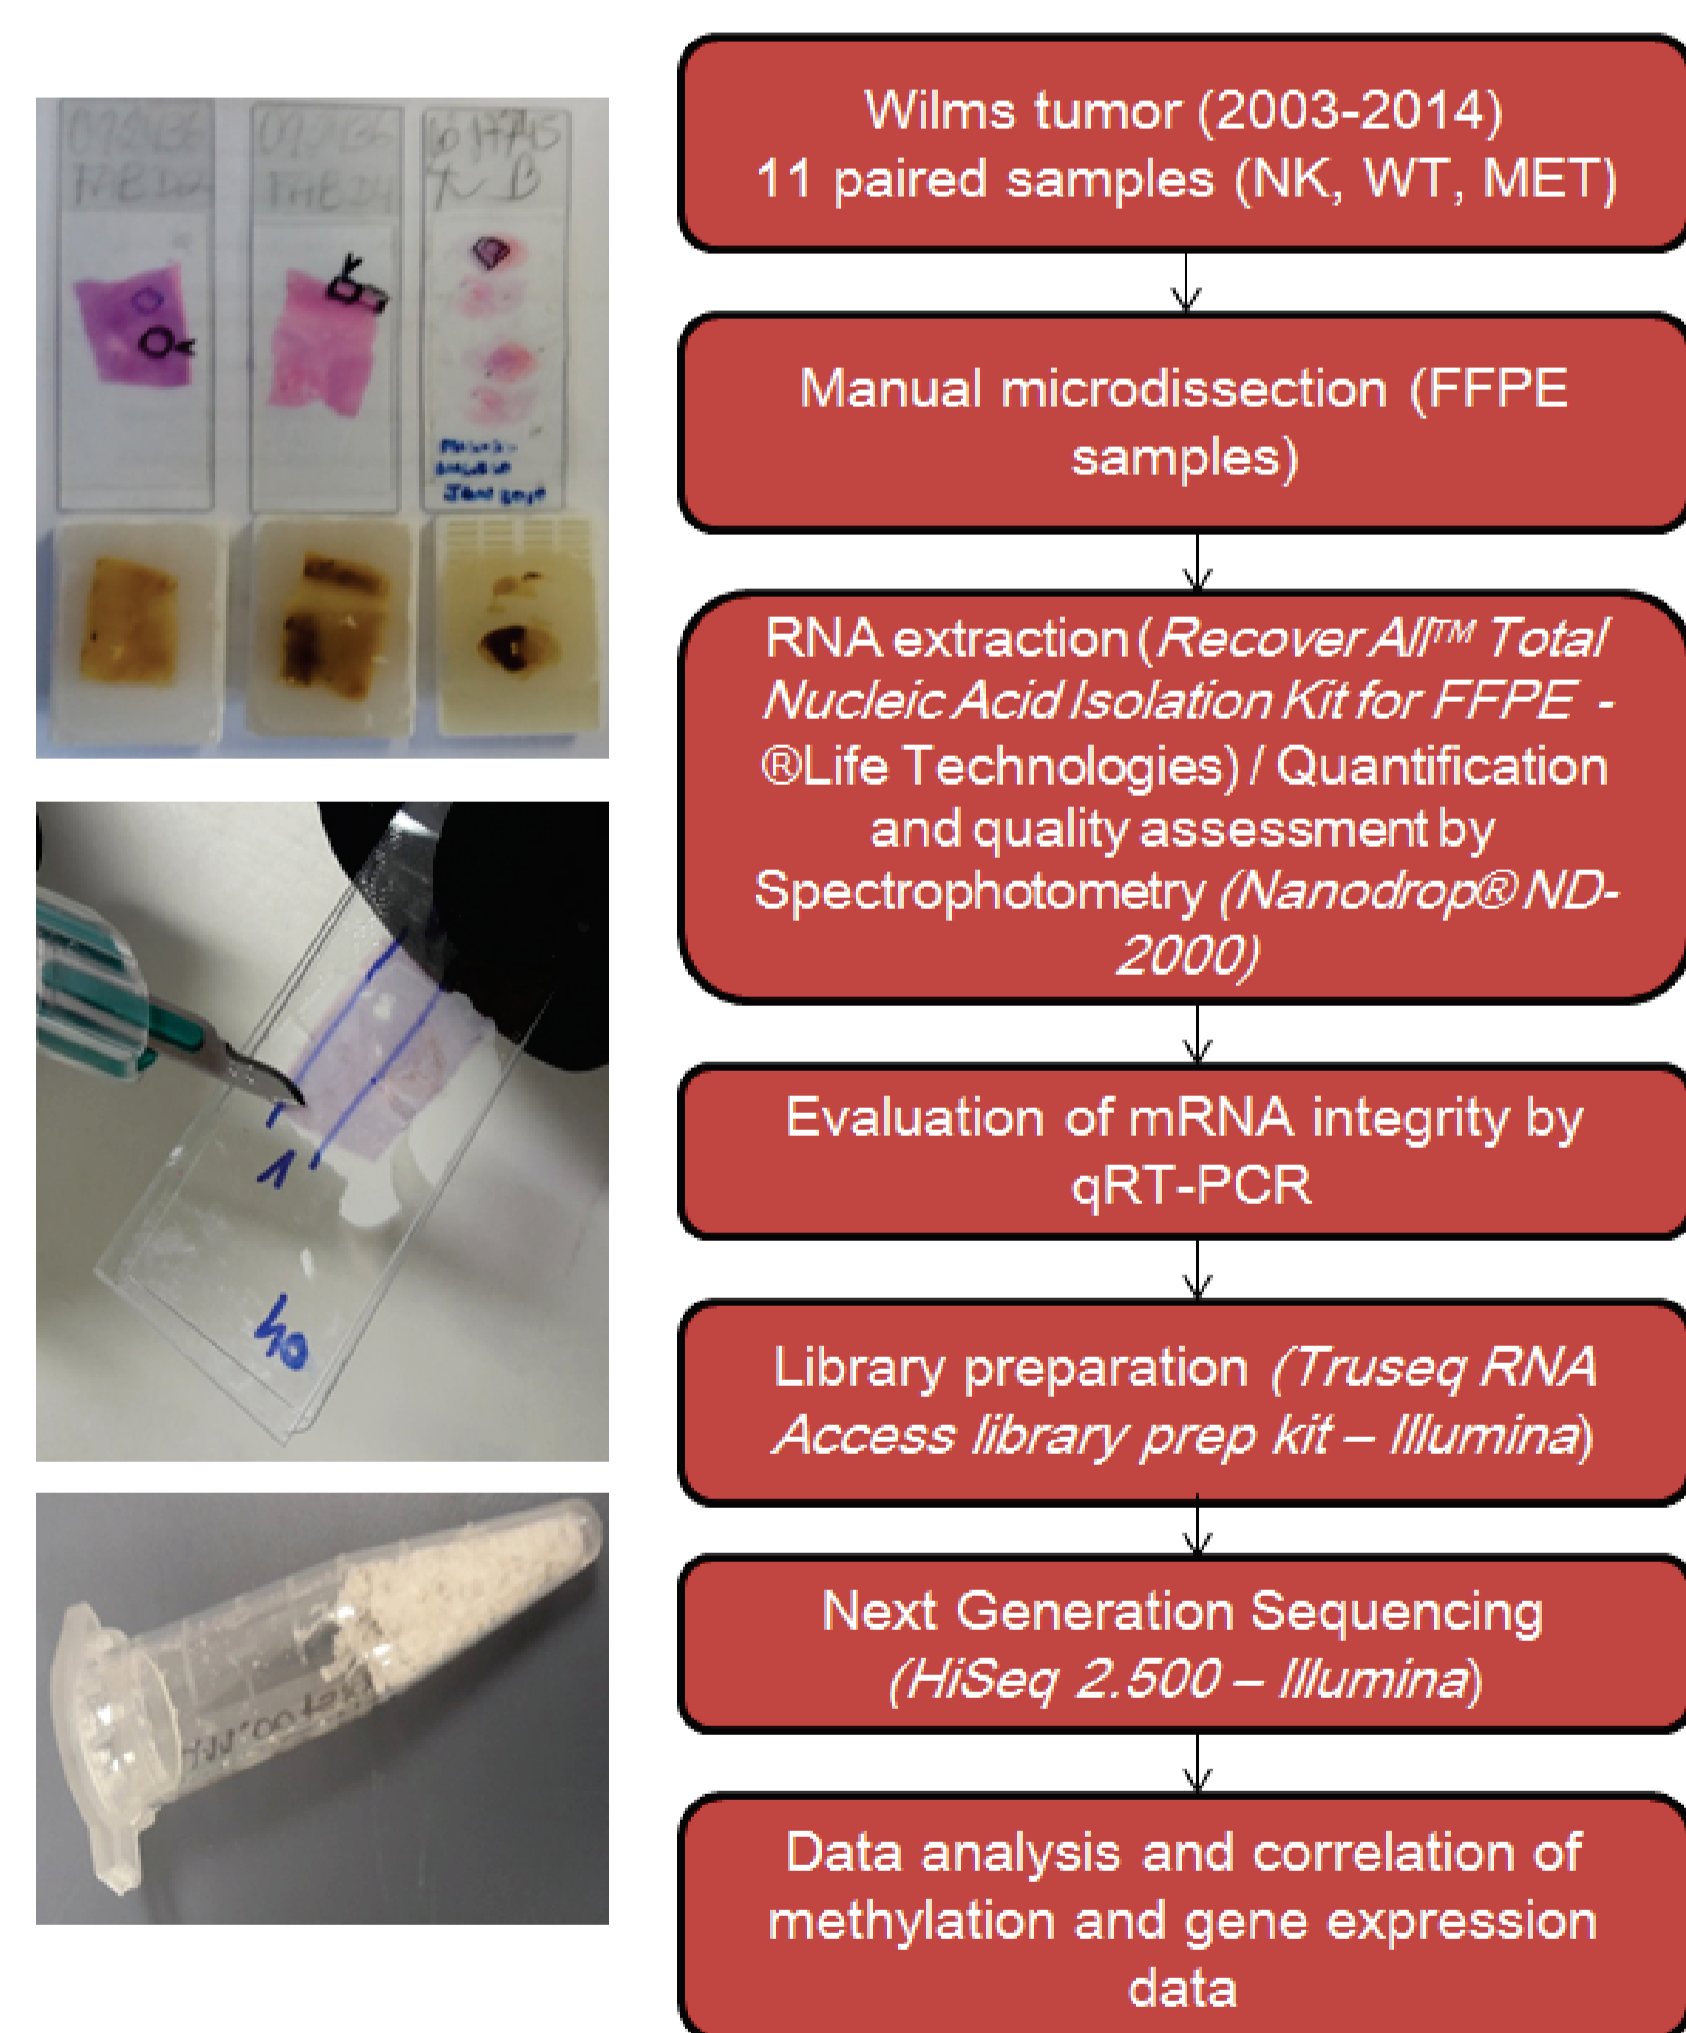 Wilms tumor (2003-2014)
11 paired samples (NK, WT, MET)
Manual microdissection (FFPE
samples)
RNA extraction (Recover All™ Total
Nucleic Acid Isolation Kit for FFPE -
®Life Technologies) / Quantification
and quality assessment by
Spectrophotometry (Nanodrop® ND-
2000)
Evaluation of mRNA integrity by
qRT-PCR
Library preparation (Truseq RNA
Access library prep kit – Illumina)
Next Generation Sequencing
(HiSeq 2.500 – Illumina)
Data analysis and correlation of
methylation and gene expression
data
1
40